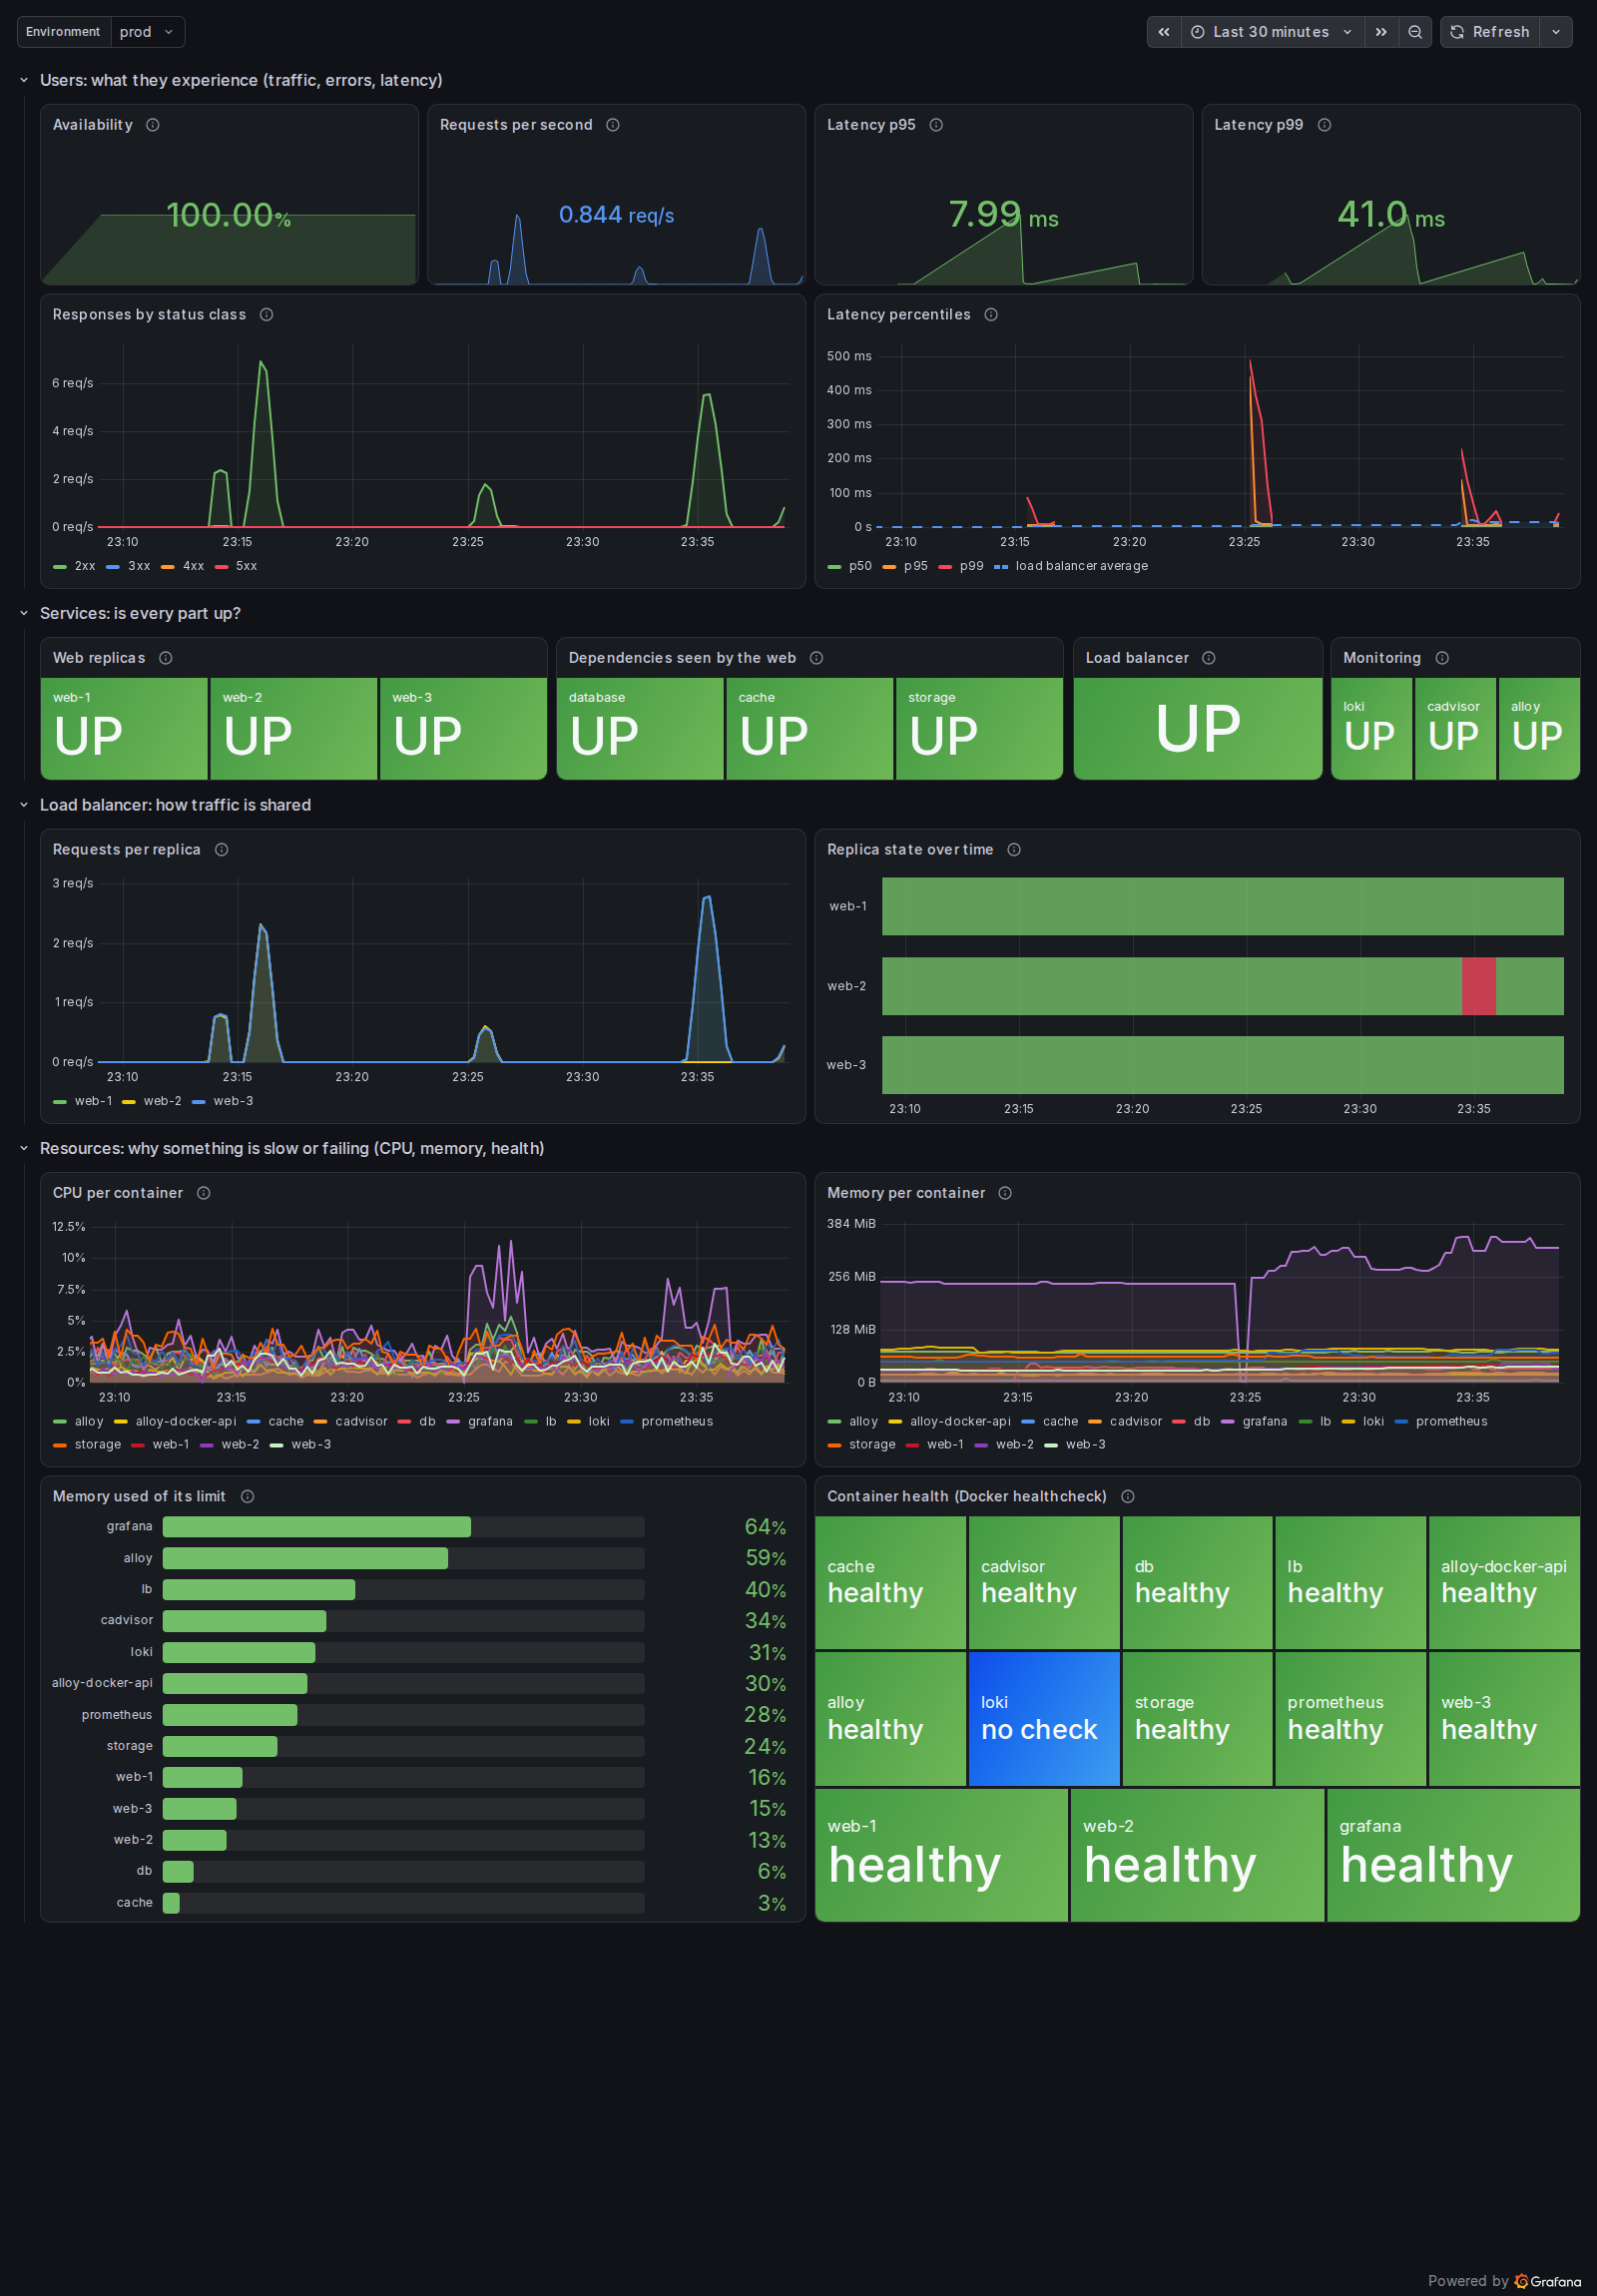 Environment prod Last 30 minutes Refresh
Users: what they experience (traffic, errors, latency)
Availability
100.00%
Requests per second
0.844 req/s
Latency p95
7.99 ms
Latency p99
41.0 ms
Responses by status class
6 req/s
4 req/s
2 req/s
0 req/s
23:10 23:15 23:20 23:25 23:30 23:35
2xx 3xx 4xx 5xx
Latency percentiles
500 ms
400 ms
300 ms
200 ms
100 ms
0 s
23:10 23:15 23:20 23:25 23:30 23:35
p50 p95 p99 load balancer average
Services: is every part up?
Web replicas
web-1 web-2 web-3
UP UP UP
Dependencies seen by the web
database cache storage
UP UP UP
Load balancer
UP
Monitoring
loki cadvisor alloy
UP UP UP
Load balancer: how traffic is shared
Requests per replica
3 req/s
2 req/s
1 req/s
0 req/s
23:10 23:15 23:20 23:25 23:30 23:35
web-1 web-2 web-3
Replica state over time
web-1
web-2
web-3
23:10 23:15 23:20 23:25 23:30 23:35
Resources: why something is slow or failing (CPU, memory, health)
CPU per container
12.5%
10%
7.5%
5%
2.5%
0%
23:10 23:15 23:20 23:25 23:30 23:35
alloy alloy-docker-api cache cadvisor db grafana lb loki prometheus
storage web-1 web-2 web-3
Memory per container
384 MiB
256 MiB
128 MiB
0 B
23:10 23:15 23:20 23:25 23:30 23:35
alloy alloy-docker-api cache cadvisor db grafana lb loki prometheus
storage web-1 web-2 web-3
Memory used of its limit
grafana 64%
alloy 59%
lb 40%
cadvisor 34%
loki 31%
alloy-docker-api 30%
prometheus 28%
storage 24%
web-1 16%
web-3 15%
web-2 13%
db 6%
cache 3%
Container health (Docker healthcheck)
cache cadvisor db lb alloy-docker-api
healthy healthy healthy healthy healthy
alloy loki storage prometheus web-3
healthy no check healthy healthy healthy
web-1 web-2 grafana
healthy healthy healthy
Powered by Grafana